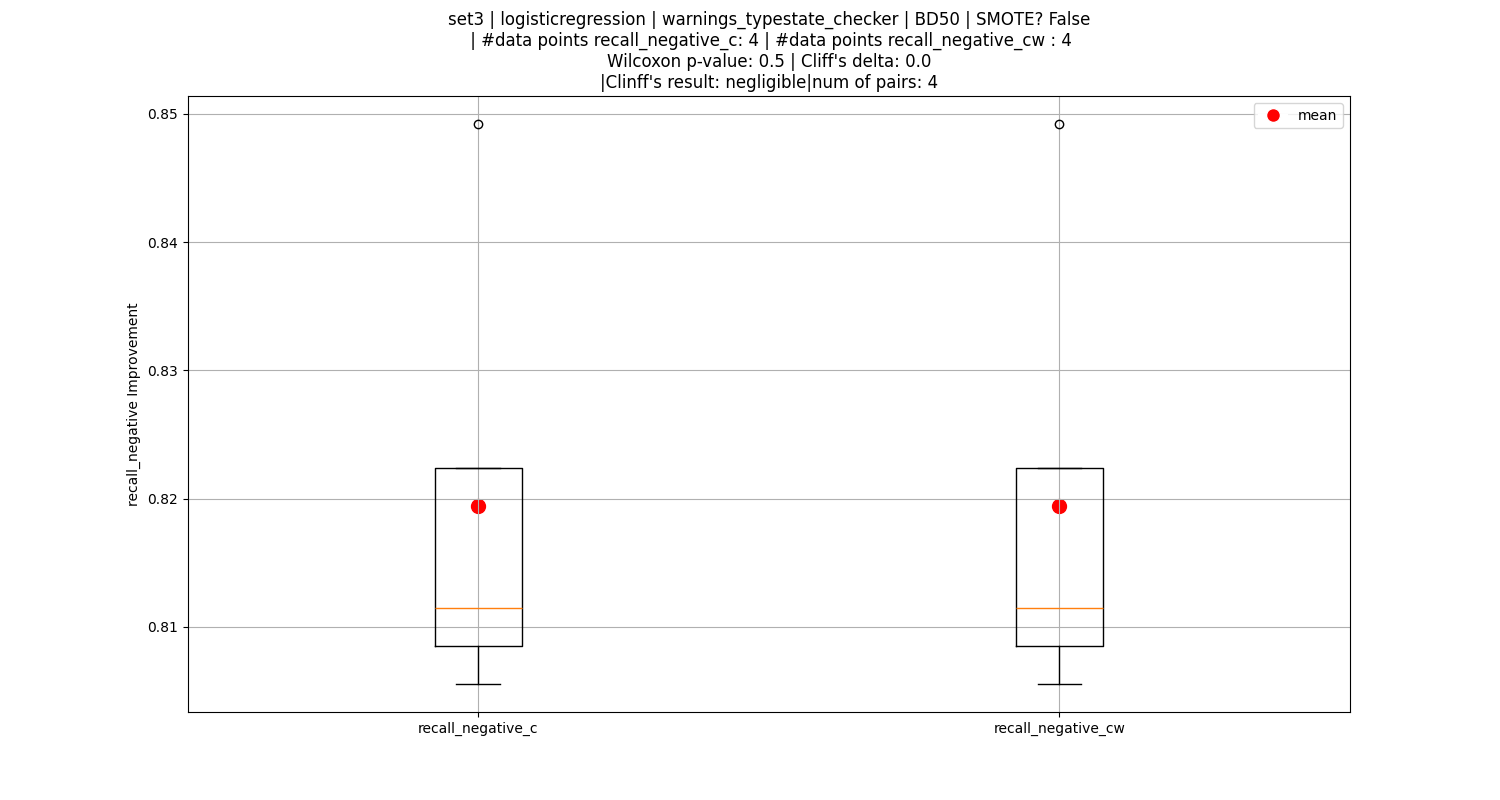 set3 | logisticregression | warnings_typestate_checker | BD50 | SMOTE? False
| #data points recall_negative_c: 4 | #data points recall_negative_cw : 4
Wilcoxon p-value: 0.5 | Cliff's delta: 0.0
|Clinff's result: negligible|num of pairs: 4
mean
0.85
0.84
0.83
0.82
0.81
recall_negative Improvement
recall_negative_c
recall_negative_cw